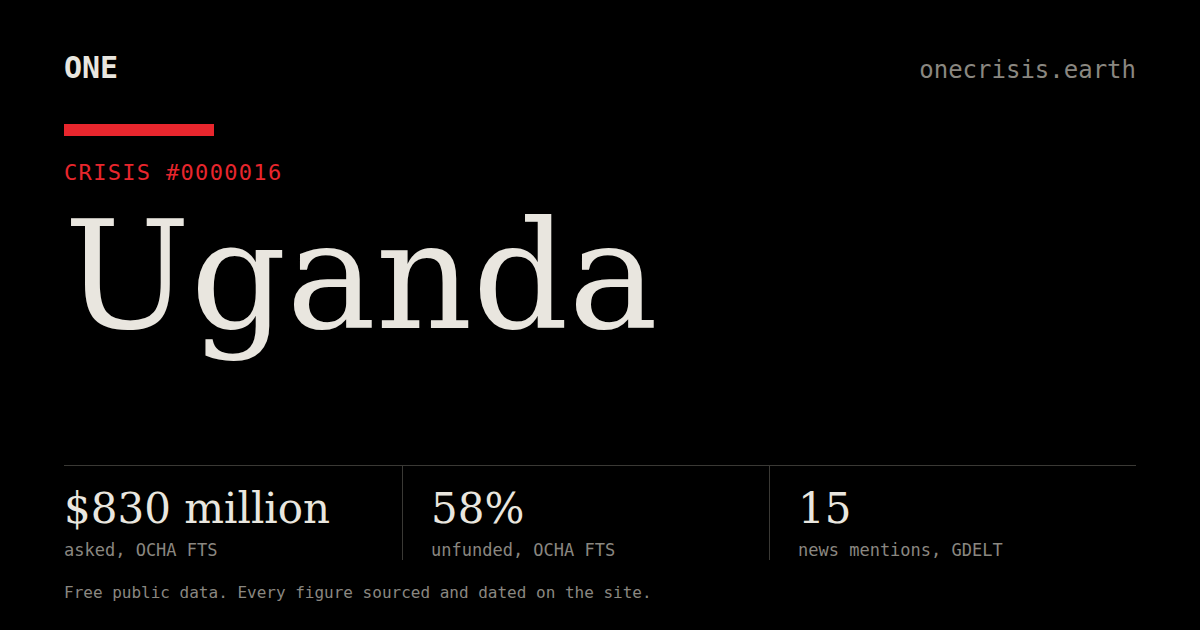 ONE
onecrisis.earth
CRISIS #0000016
Uganda
$830 million
asked, OCHA FTS
58%
unfunded, OCHA FTS
15
news mentions, GDELT
Free public data. Every figure sourced and dated on the site.